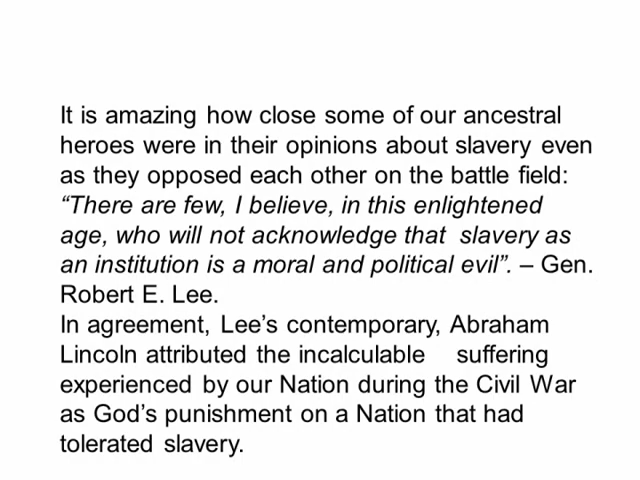 It is amazing how close some of our ancestral
heroes were in their opinions about slavery even
as they opposed each other on the battle field:
“There are few, I believe, in this enlightened
age, who will not acknowledge that slavery as
an institution is a moral and political evil”. – Gen.
Robert E. Lee.
In agreement, Lee’s contemporary, Abraham
Lincoln attributed the incalculable suffering
experienced by our Nation during the Civil War
as God’s punishment on a Nation that had
tolerated slavery.